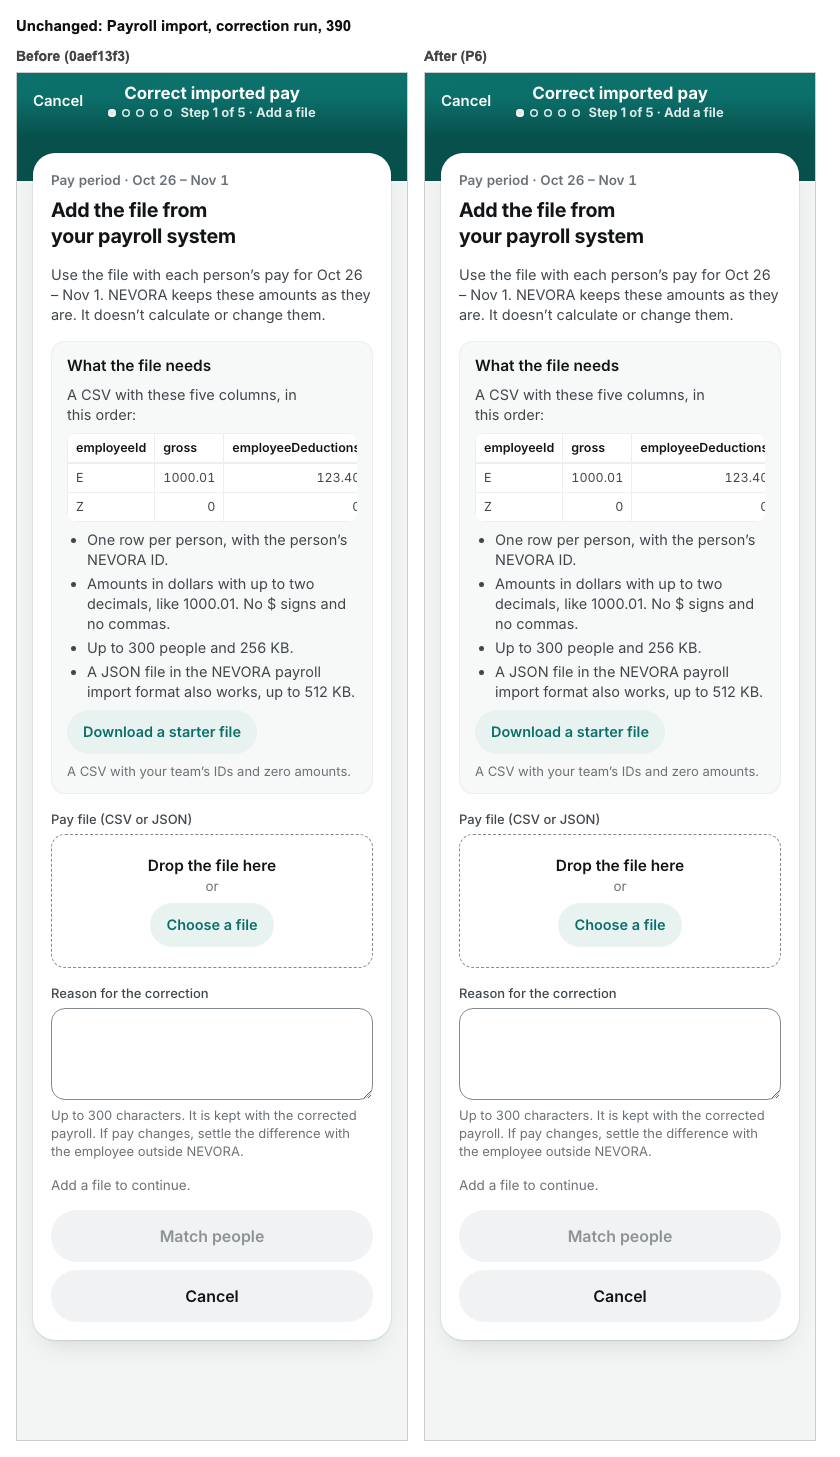 Unchanged: Payroll import, correction run, 390
Before (0aef13f3)
Cancel
Correct imported pay
Step 1 of 5 · Add a file
Pay period · Oct 26 – Nov 1
Add the file from
your payroll system
Use the file with each person’s pay for Oct 26
– Nov 1. NEVORA keeps these amounts as they
are. It doesn’t calculate or change them.
What the file needs
A CSV with these five columns, in
this order:
employeeId gross employeeDeductions
E 1000.01 123.40
Z 0 0
• One row per person, with the person’s
NEVORA ID.
• Amounts in dollars with up to two
decimals, like 1000.01. No $ signs and
no commas.
• Up to 300 people and 256 KB.
• A JSON file in the NEVORA payroll
import format also works, up to 512 KB.
Download a starter file
A CSV with your team’s IDs and zero amounts.
Pay file (CSV or JSON)
Drop the file here
or
Choose a file
Reason for the correction
Up to 300 characters. It is kept with the corrected
payroll. If pay changes, settle the difference with
the employee outside NEVORA.
Add a file to continue.
Match people
Cancel
After (P6)
Cancel
Correct imported pay
Step 1 of 5 · Add a file
Pay period · Oct 26 – Nov 1
Add the file from
your payroll system
Use the file with each person’s pay for Oct 26
– Nov 1. NEVORA keeps these amounts as they
are. It doesn’t calculate or change them.
What the file needs
A CSV with these five columns, in
this order:
employeeId gross employeeDeductions
E 1000.01 123.40
Z 0 0
• One row per person, with the person’s
NEVORA ID.
• Amounts in dollars with up to two
decimals, like 1000.01. No $ signs and
no commas.
• Up to 300 people and 256 KB.
• A JSON file in the NEVORA payroll
import format also works, up to 512 KB.
Download a starter file
A CSV with your team’s IDs and zero amounts.
Pay file (CSV or JSON)
Drop the file here
or
Choose a file
Reason for the correction
Up to 300 characters. It is kept with the corrected
payroll. If pay changes, settle the difference with
the employee outside NEVORA.
Add a file to continue.
Match people
Cancel